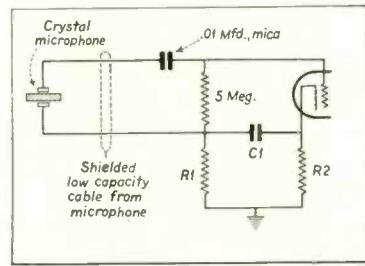 Crystal
microphone
.01 Mfd., mica
5 Meg.
Shielded
low capacity
cable from
microphone
R1
C1
R2